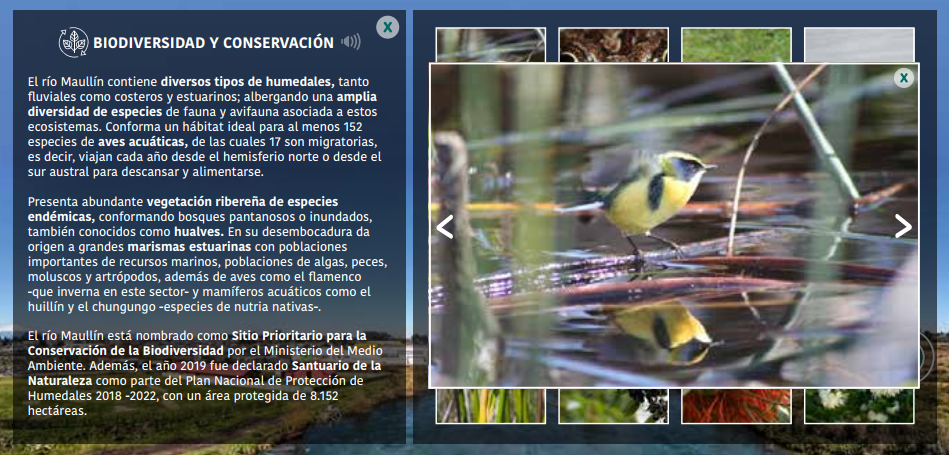 BIODIVERSIDAD Y CONSERVACIÓN
X
El río Maullín contiene diversos tipos de humedales, tanto
fluviales como costeros y estuarinos; albergando una amplia
diversidad de especies de fauna y avifauna asociada a estos
ecosistemas. Conforma un hábitat ideal para al menos 152
especies de aves acuáticas, de las cuales 17 son migratorias,
es decir, viajan cada año desde el hemisferio norte o desde el
sur austral para descansar y alimentarse.
Presenta abundante vegetación ribereña de especies
endémicas, conformando bosques pantanosos o inundados,
también conocidos como hualves. En su desembocadura da
origen a grandes marismas estuarinas con poblaciones
importantes de recursos marinos, poblaciones de algas, peces,
moluscos y artrópodos, además de aves como el flamenco
-que inverna en este sector- y mamíferos acuáticos como el
huillín y el chungungo -especies de nutria nativas-.
El río Maullín está nombrado como Sitio Prioritario para la
Conservación de la Biodiversidad por el Ministerio del Medio
Ambiente. Además, el año 2019 fue declarado Santuario de la
Naturaleza como parte del Plan Nacional de Protección de
Humedales 2018 -2022, con un área protegida de 8.152
hectáreas.
X